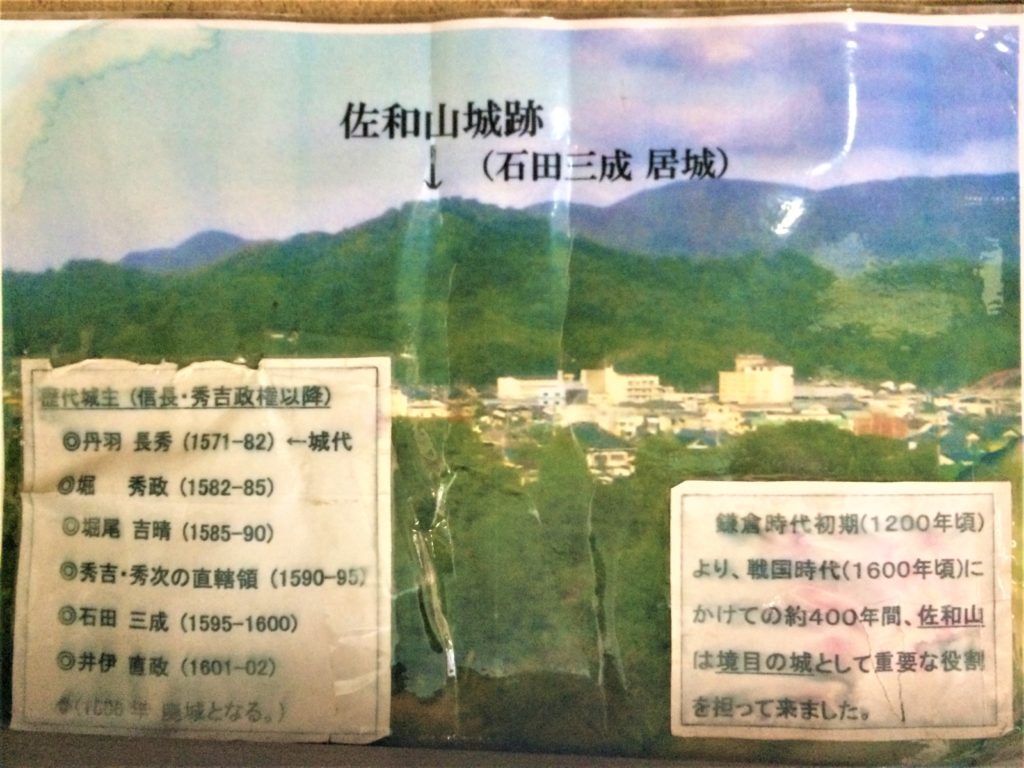 佐和山城跡
↓
（石田三成 居城）
歴代城主（信長・秀吉政権以降）
◎丹羽 長秀（1571-82）←城代
◎堀 秀政（1582-85）
◎堀尾 吉晴（1585-90）
◎秀吉・秀次の直轄領（1590-95）
◎石田 三成（1595-1600）
◎井伊 直政（1601-02）
年 廃城となる。）
鎌倉時代初期(1200年頃)
より、戦国時代(1600年頃)に
かけての約400年間、佐和山
は境目の城として重要な役割
を担って来ました。